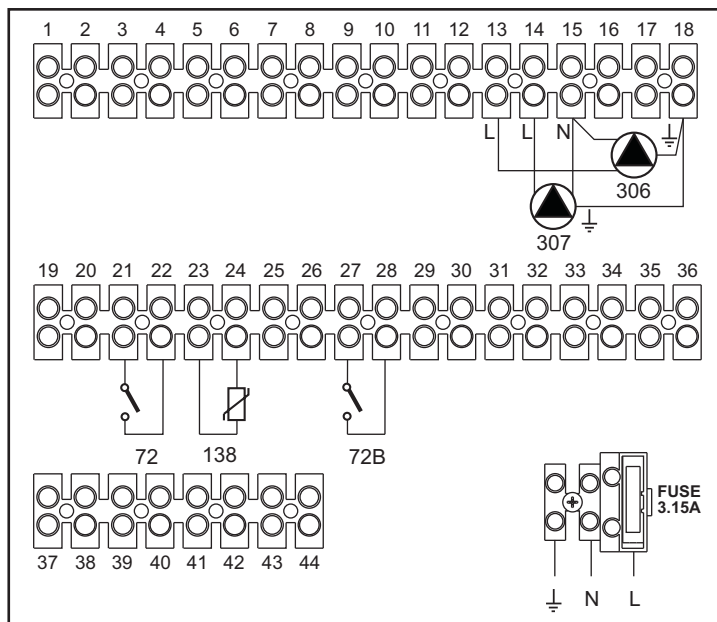 1 2 3 4 5 6 7 8 9 10 11 12 13 14 15 16 17 18
L L N
306
307
19 20 21 22 23 24 25 26 27 28 29 30 31 32 33 34 35 36
72 138 72B
FUSE
3.15A
37 38 39 40 41 42 43 44
N L